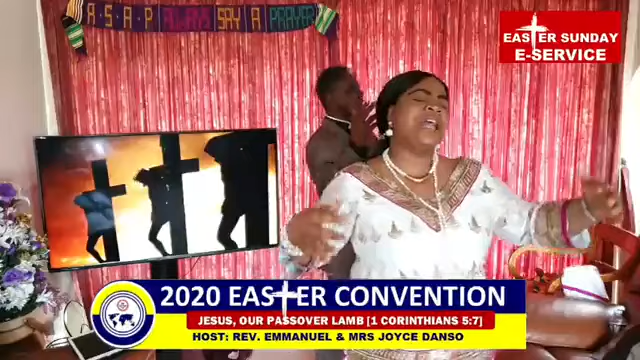 A.S.A.P ALWAYS SAY A PRAYER
EASTER SUNDAY
E-SERVICE
2020 EASTER CONVENTION
JESUS, OUR PASSOVER LAMB [1 CORINTHIANS 5:7]
HOST: REV. EMMANUEL & MRS JOYCE DANSO